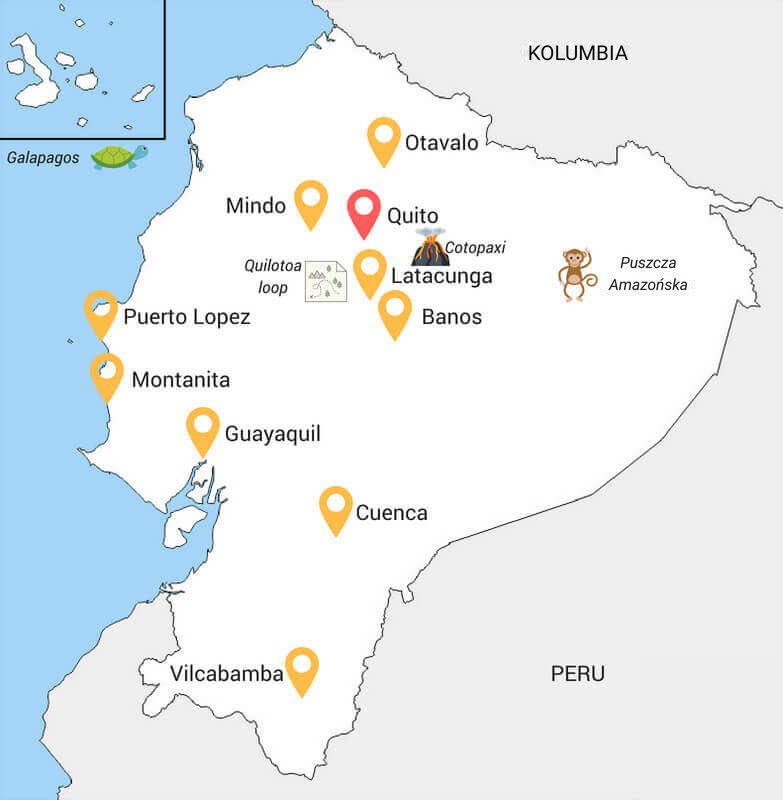 KOLUMBIA
Otavalo
Galapagos
Mindo
Quito
Cotopaxi
Quilotoa
loop
Latacunga
Puszcza
Amazońska
Puerto Lopez
Banos
Montanita
Guayaquil
Cuenca
Vilcabamba
PERU